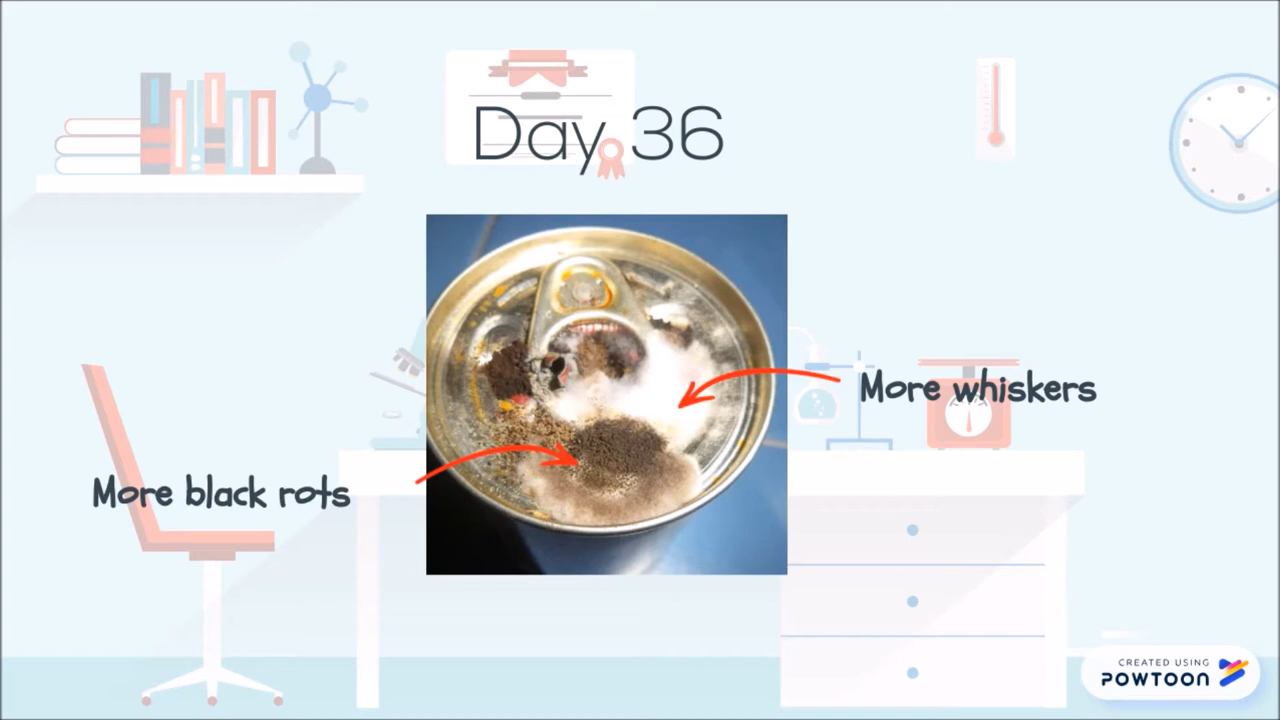 Day 36
More whiskers
More black rots
CREATED USING
POWTOON